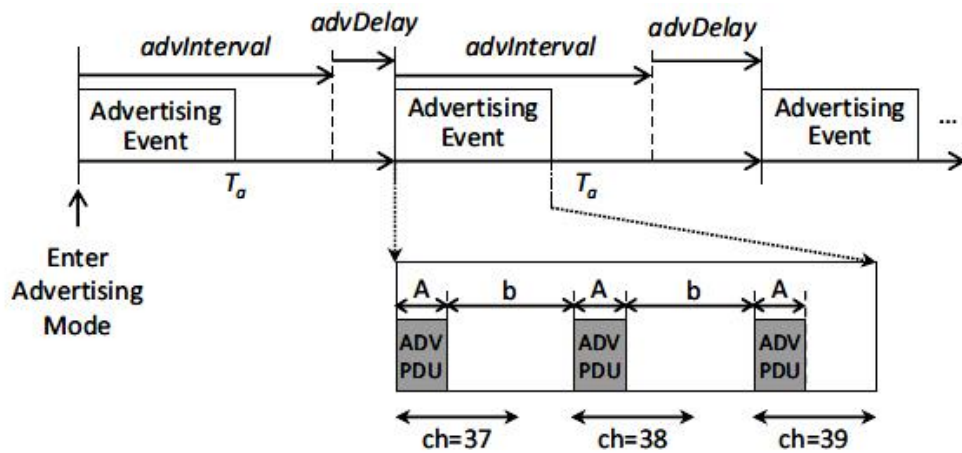 advInterval
advDelay
advInterval
advDelay
Advertising
Event
Advertising
Event
Advertising
Event
...
Tₐ
Tₐ
Enter
Advertising
Mode
A
b
A
b
A
ADV
PDU
ADV
PDU
ADV
PDU
ch=37
ch=38
ch=39